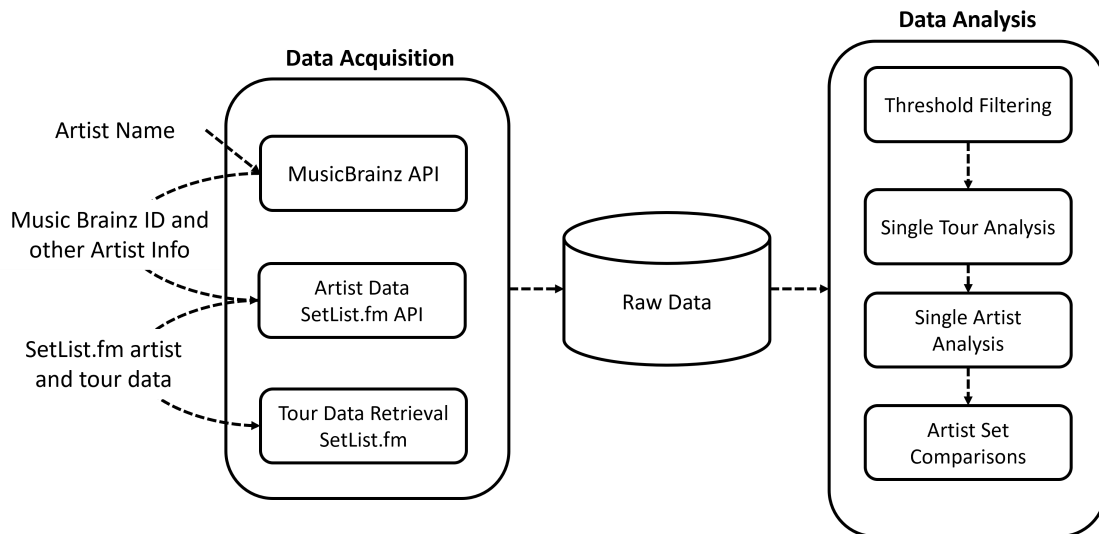 Data Acquisition
Artist Name
MusicBrainz API
Music Brainz ID and
other Artist Info
Artist Data
SetList.fm API
SetList.fm artist
and tour data
Tour Data Retrieval
SetList.fm
Raw Data
Data Analysis
Threshold Filtering
Single Tour Analysis
Single Artist
Analysis
Artist Set
Comparisons